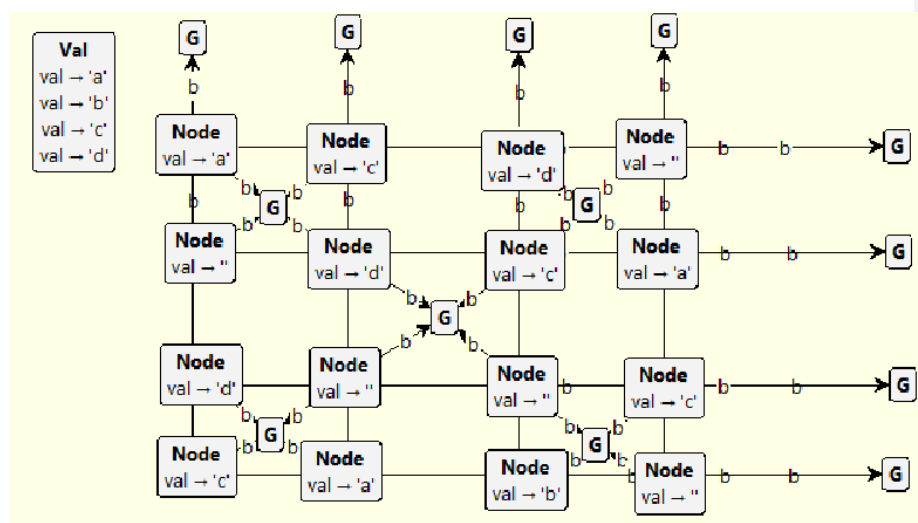 G G G G
Val
val → 'a'
val → 'b'
val → 'c'
val → 'd'
b b b b
Node Node Node Node
val → 'a' val → 'c' val → 'd' val → '' b b G
b b b b
G G
b b b b b b b b
Node Node Node Node
val → '' val → 'd' val → 'c' val → 'a' b b G
b b
G
b b
Node Node Node Node
val → 'd' val → '' val → '' val → 'c' b b b G
b b b b
G G
b b b b
Node Node Node Node
val → 'c' val → 'a' val → 'b' b val → '' b b G